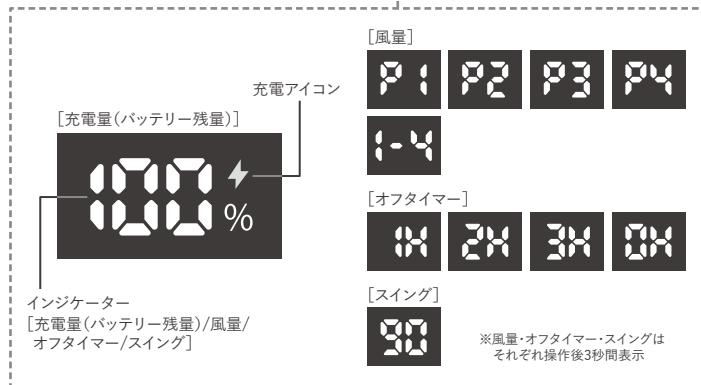 [風量]
P1 P2 P3 P4
1-4
充電アイコン
[充電量(バッテリー残量)]
100%
インジケーター
[充電量(バッテリー残量)/風量/
オフタイマー/スイング]
[オフタイマー]
1H 2H 3H 0H
[スイング]
90
※風量・オフタイマー・スイングは
それぞれ操作後3秒間表示